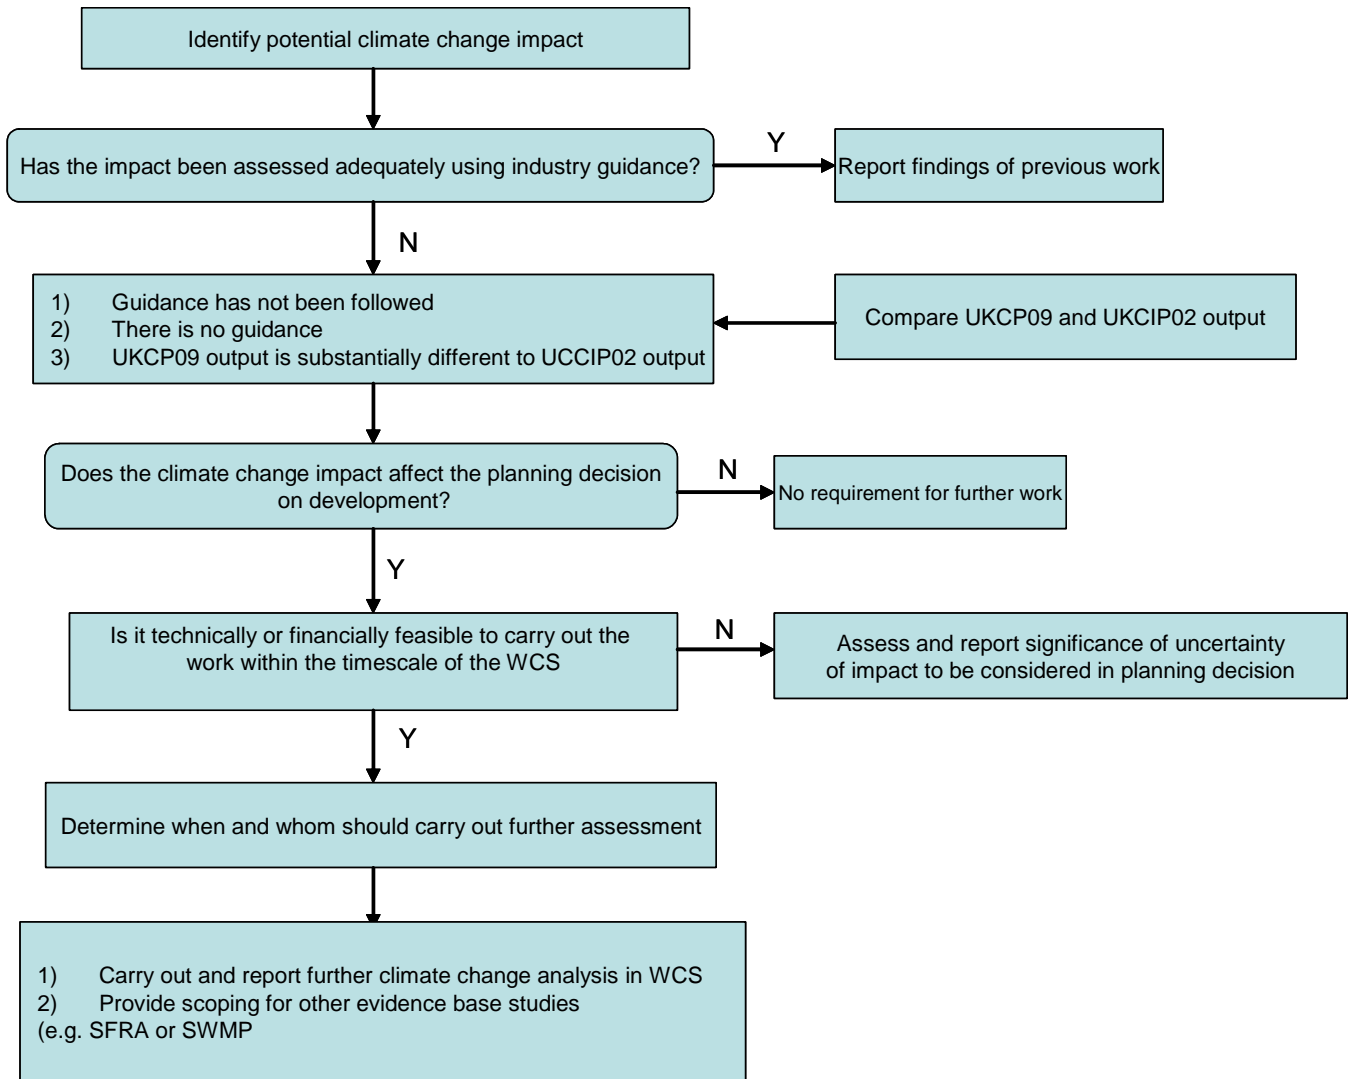 Identify potential climate change impact
Has the impact been assessed adequately using industry guidance?
Y
Report findings of previous work
N
1) Guidance has not been followed
2) There is no guidance
3) UKCP09 output is substantially different to UCCIP02 output
Compare UKCP09 and UKCIP02 output
Does the climate change impact affect the planning decision
on development?
N
No requirement for further work
Y
Is it technically or financially feasible to carry out the
work within the timescale of the WCS
N
Assess and report significance of uncertainty
of impact to be considered in planning decision
Y
Determine when and whom should carry out further assessment
1) Carry out and report further climate change analysis in WCS
2) Provide scoping for other evidence base studies
(e.g. SFRA or SWMP